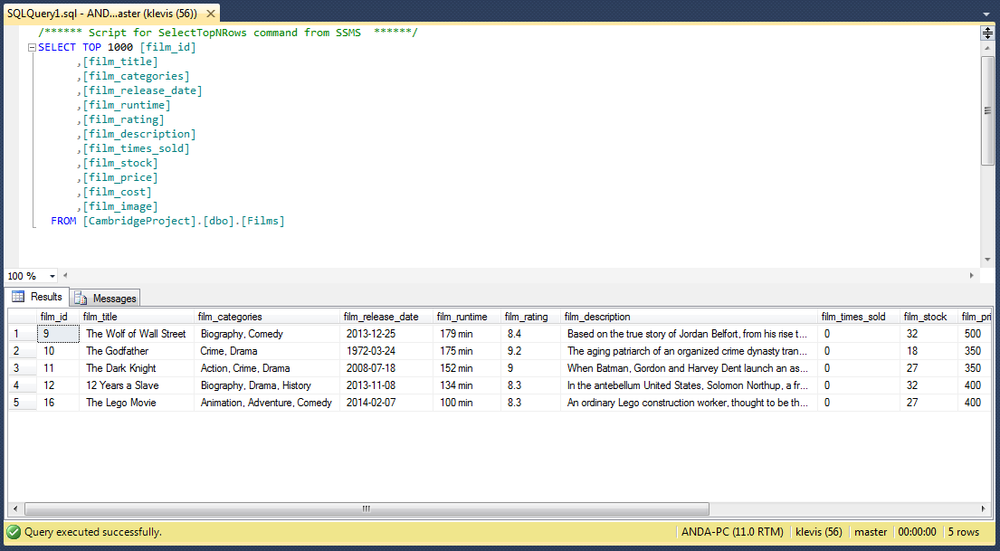 SQLQuery1.sql - AND...aster (klevis (56))
/****** Script for SelectTopNRows command from SSMS  ******/
SELECT TOP 1000 [film_id]
,[film_title]
,[film_categories]
,[film_release_date]
,[film_runtime]
,[film_rating]
,[film_description]
,[film_times_sold]
,[film_stock]
,[film_price]
,[film_cost]
,[film_image]
FROM [CambridgeProject].[dbo].[Films]
100 %
Results Messages
film_id film_title film_categories film_release_date film_runtime film_rating film_description film_times_sold film_stock film_pri
1 9 The Wolf of Wall Street Biography, Comedy 2013-12-25 179 min 8.4 Based on the true story of Jordan Belfort, from his rise t... 0 32 500
2 10 The Godfather Crime, Drama 1972-03-24 175 min 9.2 The aging patriarch of an organized crime dynasty tran... 0 18 350
3 11 The Dark Knight Action, Crime, Drama 2008-07-18 152 min 9 When Batman, Gordon and Harvey Dent launch an as... 0 27 350
4 12 12 Years a Slave Biography, Drama, History 2013-11-08 134 min 8.3 In the antebellum United States, Solomon Northup, a fr... 0 32 400
5 16 The Lego Movie Animation, Adventure, Comedy 2014-02-07 100 min 8.3 An ordinary Lego construction worker, thought to be th... 0 27 400
Query executed successfully. ANDA-PC (11.0 RTM) klevis (56) master 00:00:00 5 rows